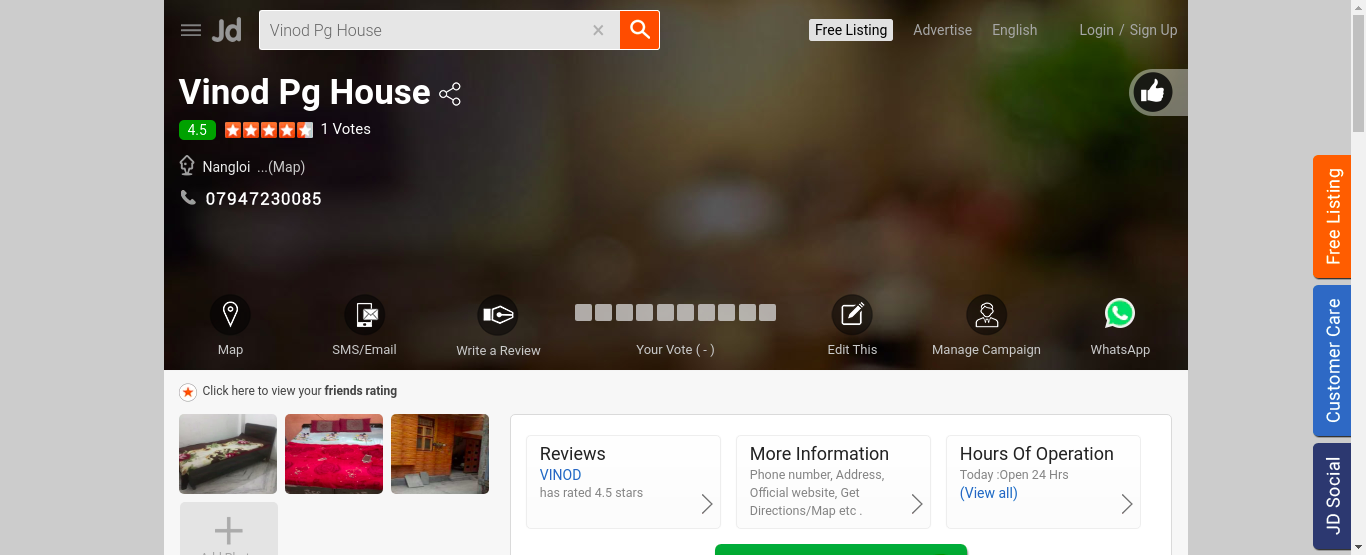 Jd
Vinod Pg House
Free Listing
Advertise
English
Login / Sign Up
Vinod Pg House
4.5
1 Votes
Nangloi ...(Map)
07947230085
Map
SMS/Email
Write a Review
Your Vote ( - )
Edit This
Manage Campaign
WhatsApp
Click here to view your friends rating
Reviews
VINOD
has rated 4.5 stars
More Information
Phone number, Address,
Official website, Get
Directions/Map etc .
Hours Of Operation
Today :Open 24 Hrs
(View all)
Free Listing
Customer Care
JD Social